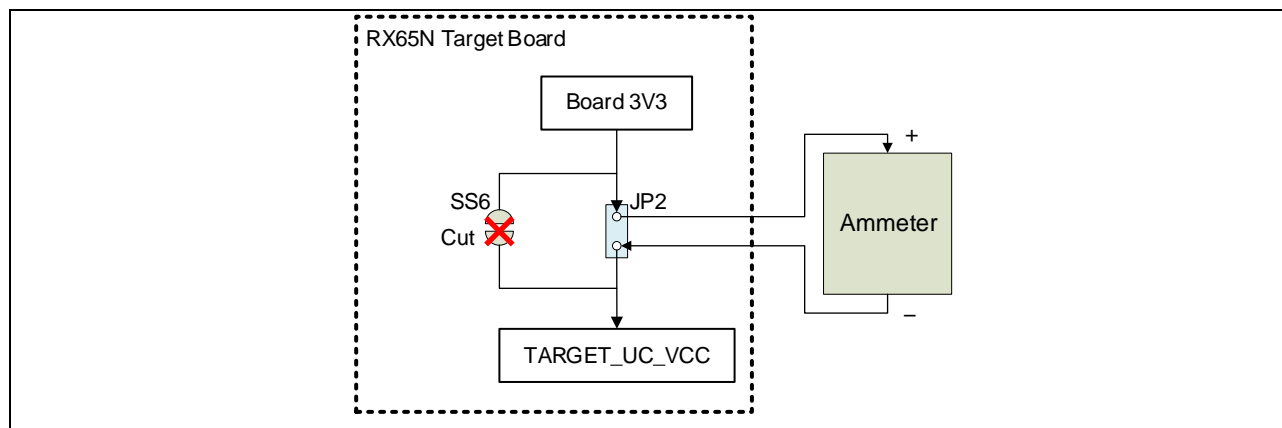 RX65N Target Board
Board 3V3
+
SS6
JP2
Cut
Ammeter
–
TARGET_UC_VCC